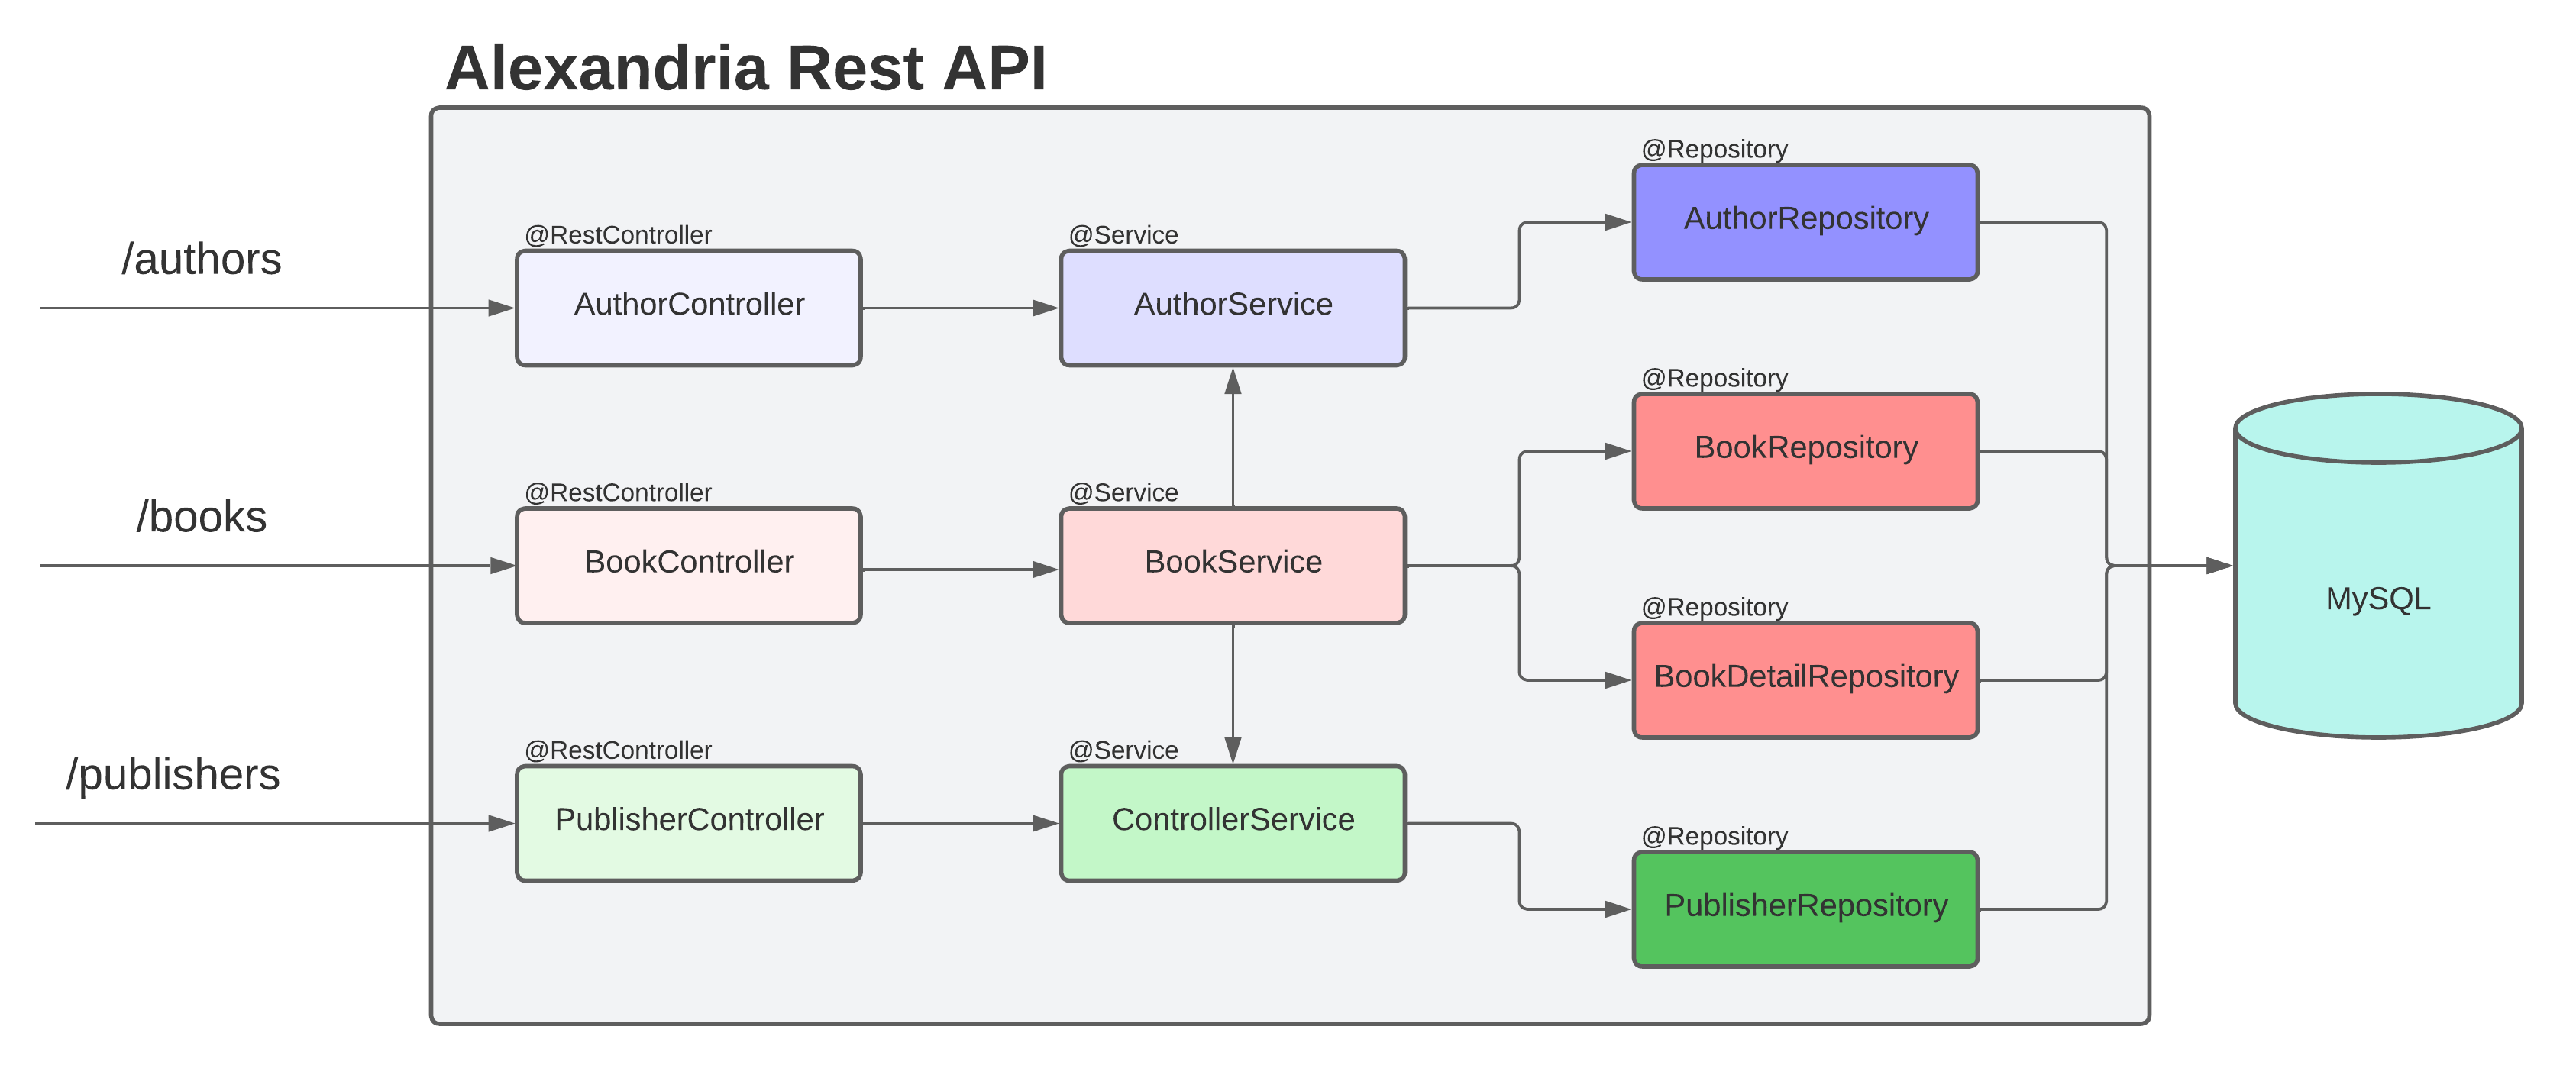 Alexandria Rest API
@Repository
AuthorRepository
/authors
@RestController
AuthorController
@Service
AuthorService
@Repository
BookRepository
/books
@RestController
BookController
@Service
BookService
MySQL
@Repository
BookDetailRepository
/publishers
@RestController
PublisherController
@Service
ControllerService
@Repository
PublisherRepository